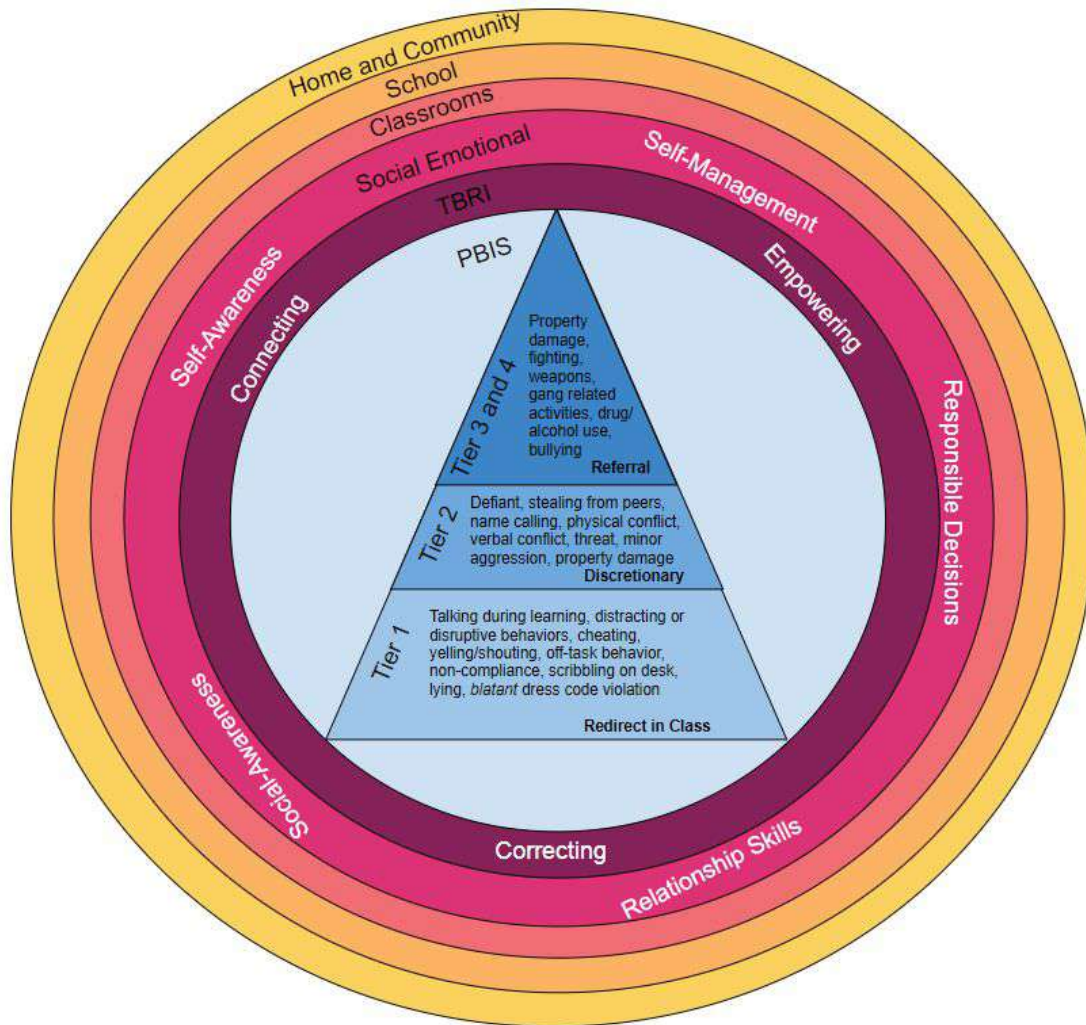 Home and Community
School
Classrooms
Social Emotional
Self-Management
Self-Awareness
Responsible Decisions
Social-Awareness
Relationship Skills
TBRI
Connecting
Empowering
Correcting
PBIS
Tier 3 and 4
Property
damage,
fighting,
weapons,
gang related
activities, drug/
alcohol use,
bullying
Referral
Tier 2
Defiant, stealing from peers,
name calling, physical conflict,
verbal conflict, threat, minor
aggression, property damage
Discretionary
Tier 1
Talking during learning, distracting or
disruptive behaviors, cheating,
yelling/shouting, off-task behavior,
non-compliance, scribbling on desk,
lying, blatant dress code violation
Redirect in Class